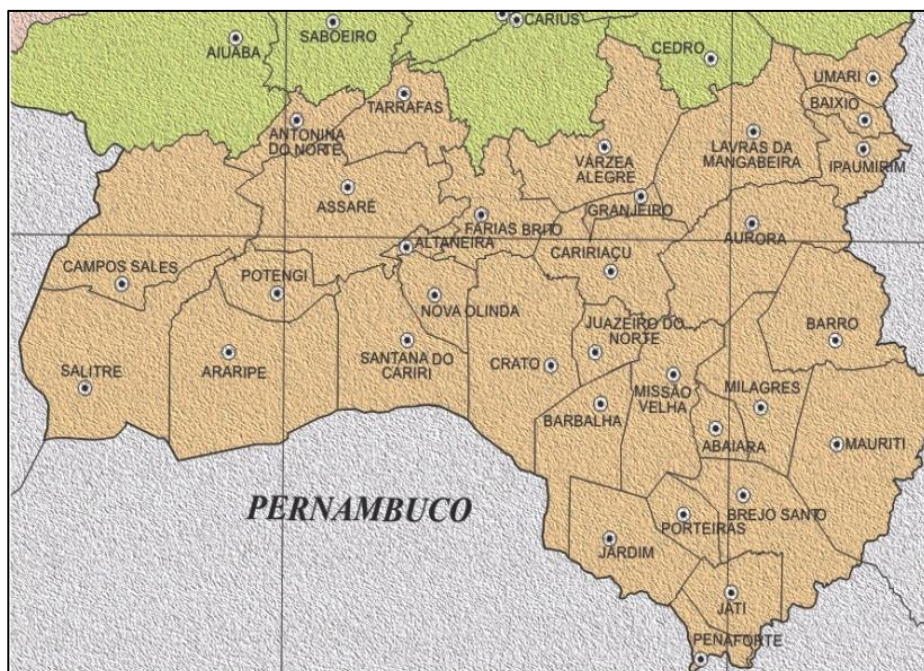 CARIUS
SABOEIRO
AIUABA
CEDRO
UMARI
TARRAFAS
BAIXIO
ANTONINA
DO NORTE
LAVRAS DA
MANGABEIRA
VÁRZEA
ALEGRE
IPAUMIRIM
ASSARÉ
GRANJEIRO
FARIAS BRITO
AURORA
ALTANEIRA
CARIRIAÇU
CAMPOS SALES
POTENGI
NOVA OLINDA
JUAZEIRO DO
NORTE
BARRO
SALITRE
ARARIPE
SANTANA DO
CARIRI
CRATO
MISSÃO
VELHA
MILAGRES
BARBALHA
ABAIARA
MAURITI
PERNAMBUCO
BREJO SANTO
PORTEIRAS
JARDIM
JATI
PENAFORTE